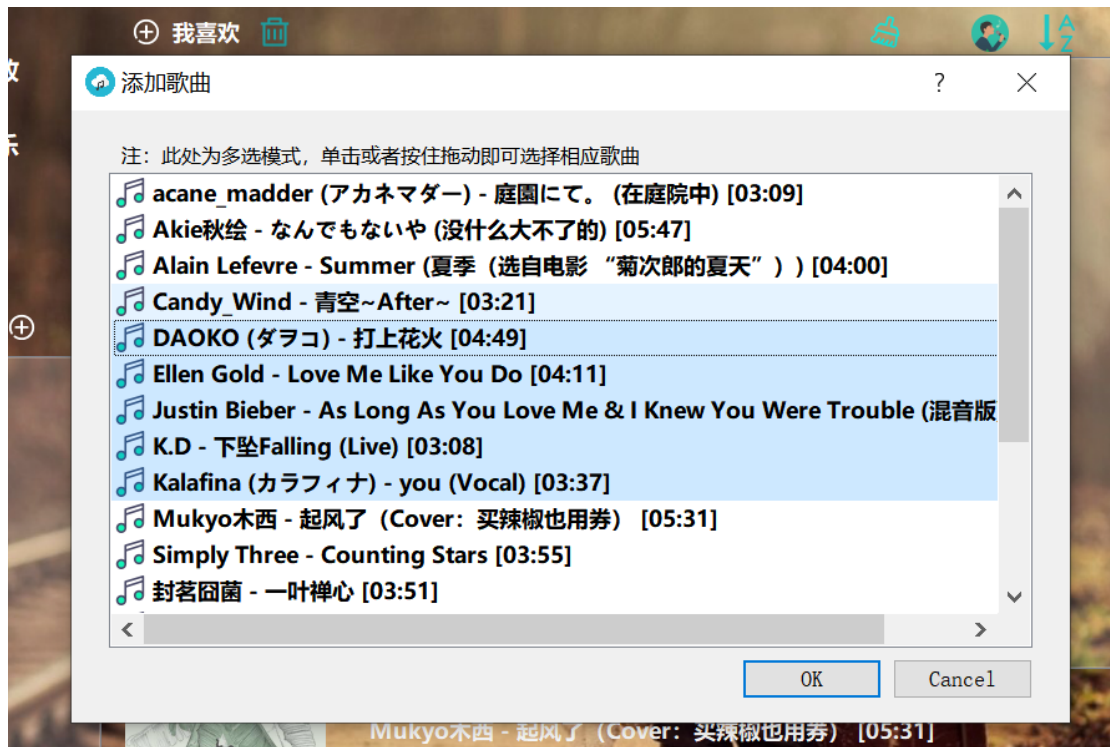 我喜欢
A
Z
乐
添加歌曲
?
注：此处为多选模式，单击或者按住拖动即可选择相应歌曲
acane_madder (アカネマダー) - 庭園にて。 (在庭院中) [03:09]
Akie秋绘 - なんでもないや (没什么大不了的) [05:47]
Alain Lefevre - Summer (夏季（选自电影 “菊次郎的夏天”）) [04:00]
Candy_Wind - 青空~After~ [03:21]
DAOKO (ダヲコ) - 打上花火 [04:49]
Ellen Gold - Love Me Like You Do [04:11]
Justin Bieber - As Long As You Love Me & I Knew You Were Trouble (混音版
K.D - 下坠Falling (Live) [03:08]
Kalafina (カラフィナ) - you (Vocal) [03:37]
Mukyo木西 - 起风了（Cover：买辣椒也用券） [05:31]
Simply Three - Counting Stars [03:55]
封茗囧菌 - 一叶禅心 [03:51]
OK
Cancel
Mukyo木西 - 起风了（Cover：买辣椒也用券） [05:31]